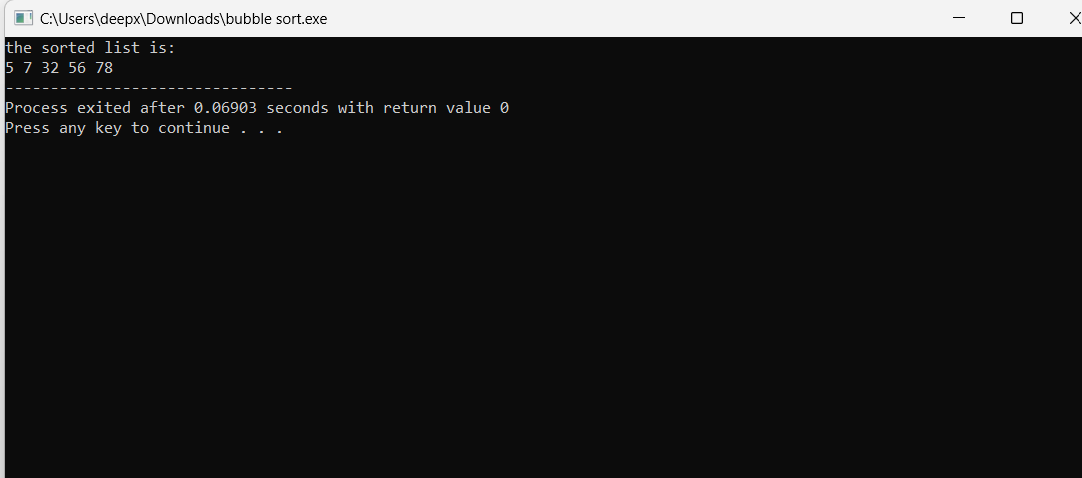 C:\Users\deepx\Downloads\bubble sort.exe
the sorted list is:
5 7 32 56 78
--------------------------------
Process exited after 0.06903 seconds with return value 0
Press any key to continue . . .